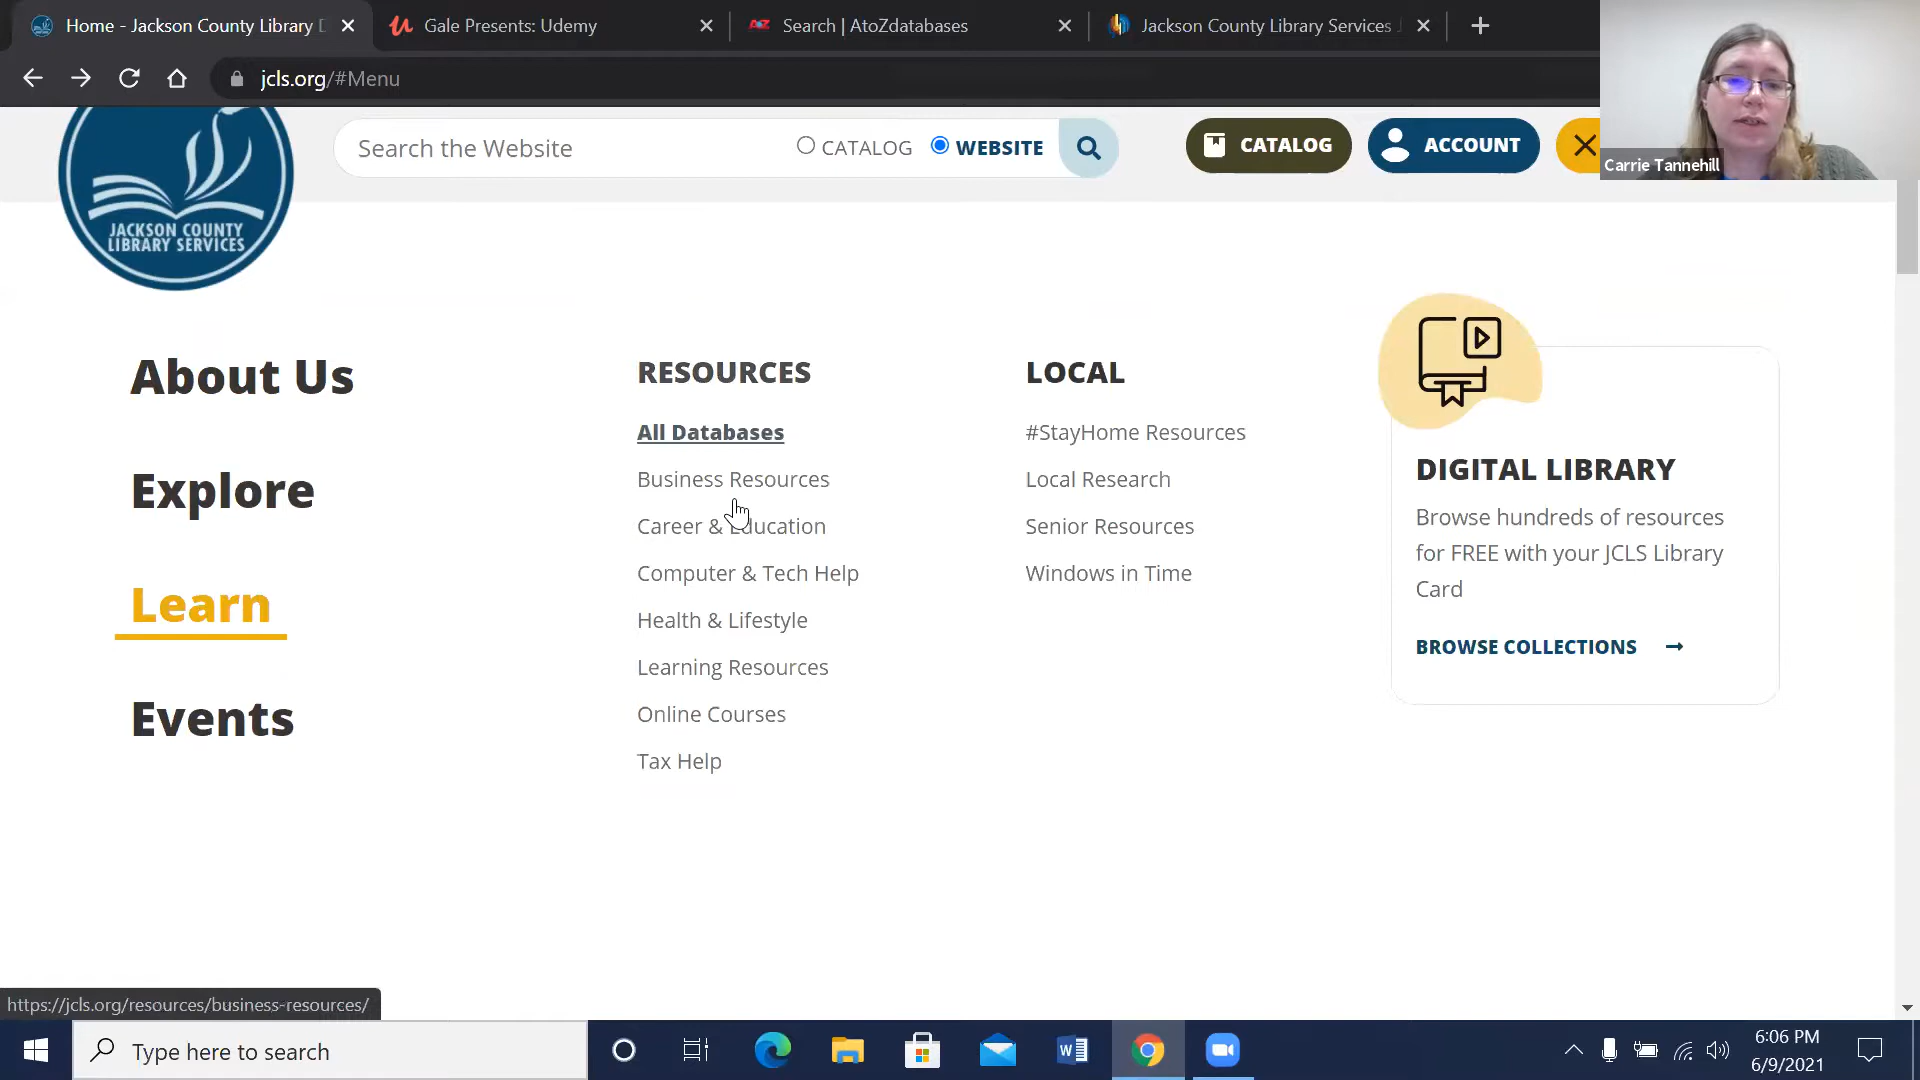 Home - Jackson County Library D
Gale Presents: Udemy
AtoZ Search | AtoZdatabases
Jackson County Library Services J
jcls.org/#Menu
JACKSON COUNTY
LIBRARY SERVICES
Search the Website
CATALOG
WEBSITE
CATALOG
ACCOUNT
Carrie Tannehill
About Us
Explore
Learn
Events
RESOURCES
All Databases
Business Resources
Career & Education
Computer & Tech Help
Health & Lifestyle
Learning Resources
Online Courses
Tax Help
LOCAL
#StayHome Resources
Local Research
Senior Resources
Windows in Time
DIGITAL LIBRARY
Browse hundreds of resources
for FREE with your JCLS Library
Card
BROWSE COLLECTIONS
https://jcls.org/resources/business-resources/
Type here to search
6:06 PM
6/9/2021